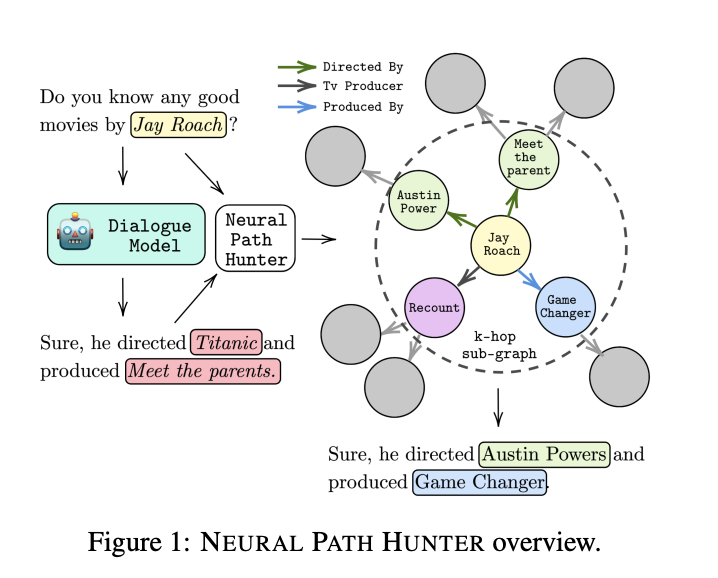 Do you know any good
movies by Jay Roach ?
Dialogue
Model
Neural
Path
Hunter
Sure, he directed Titanic and
produced Meet the parents.
Directed By
Tv Producer
Produced By
Meet
the
parent
Austin
Power
Jay
Roach
Recount
Game
Changer
k-hop
sub-graph
Sure, he directed Austin Powers and
produced Game Changer.
Figure 1: NEURAL PATH HUNTER overview.